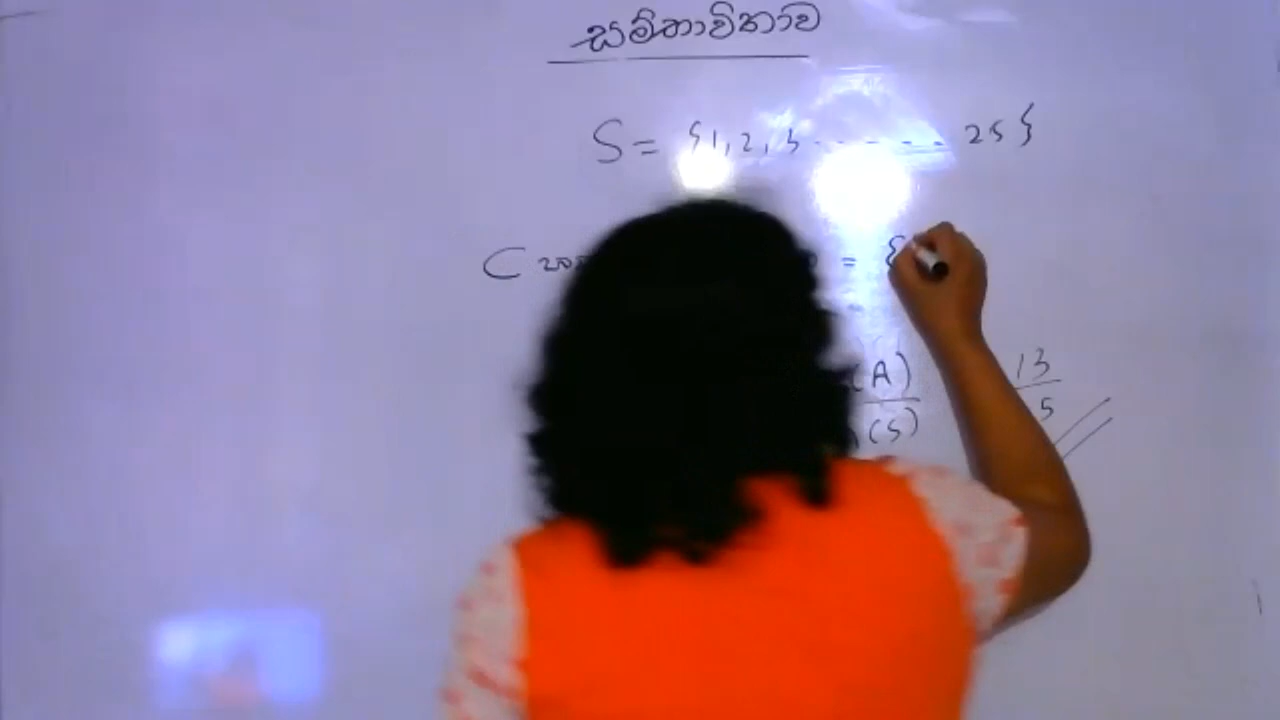 සම්භාවිතාව
S = {1, 2, 3 - - - - - - 25}
C = {
(A) 13
(S) 5